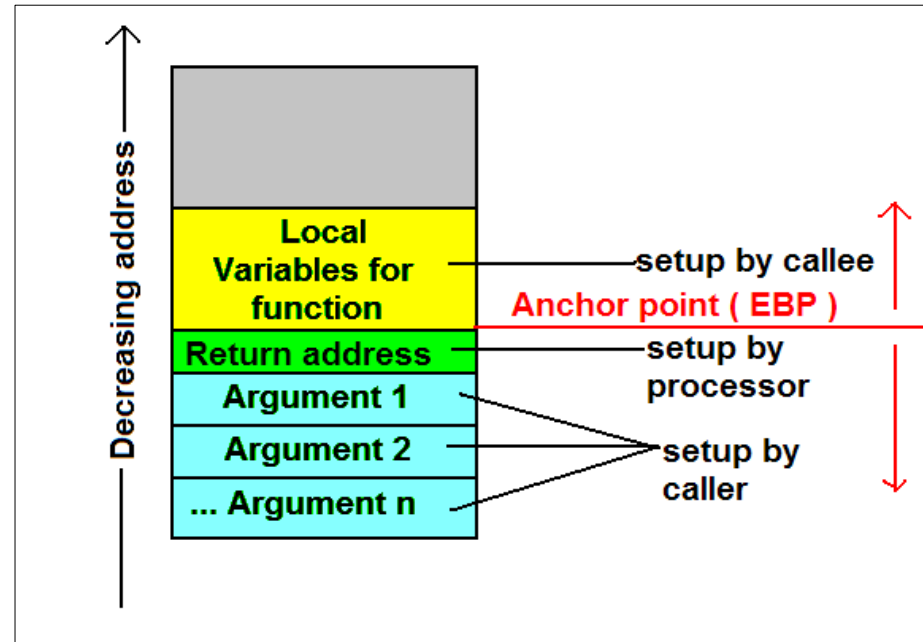 Decreasing address
Local
Variables for
function
setup by callee
Anchor point ( EBP )
Return address
setup by
processor
Argument 1
Argument 2
... Argument n
setup by
caller